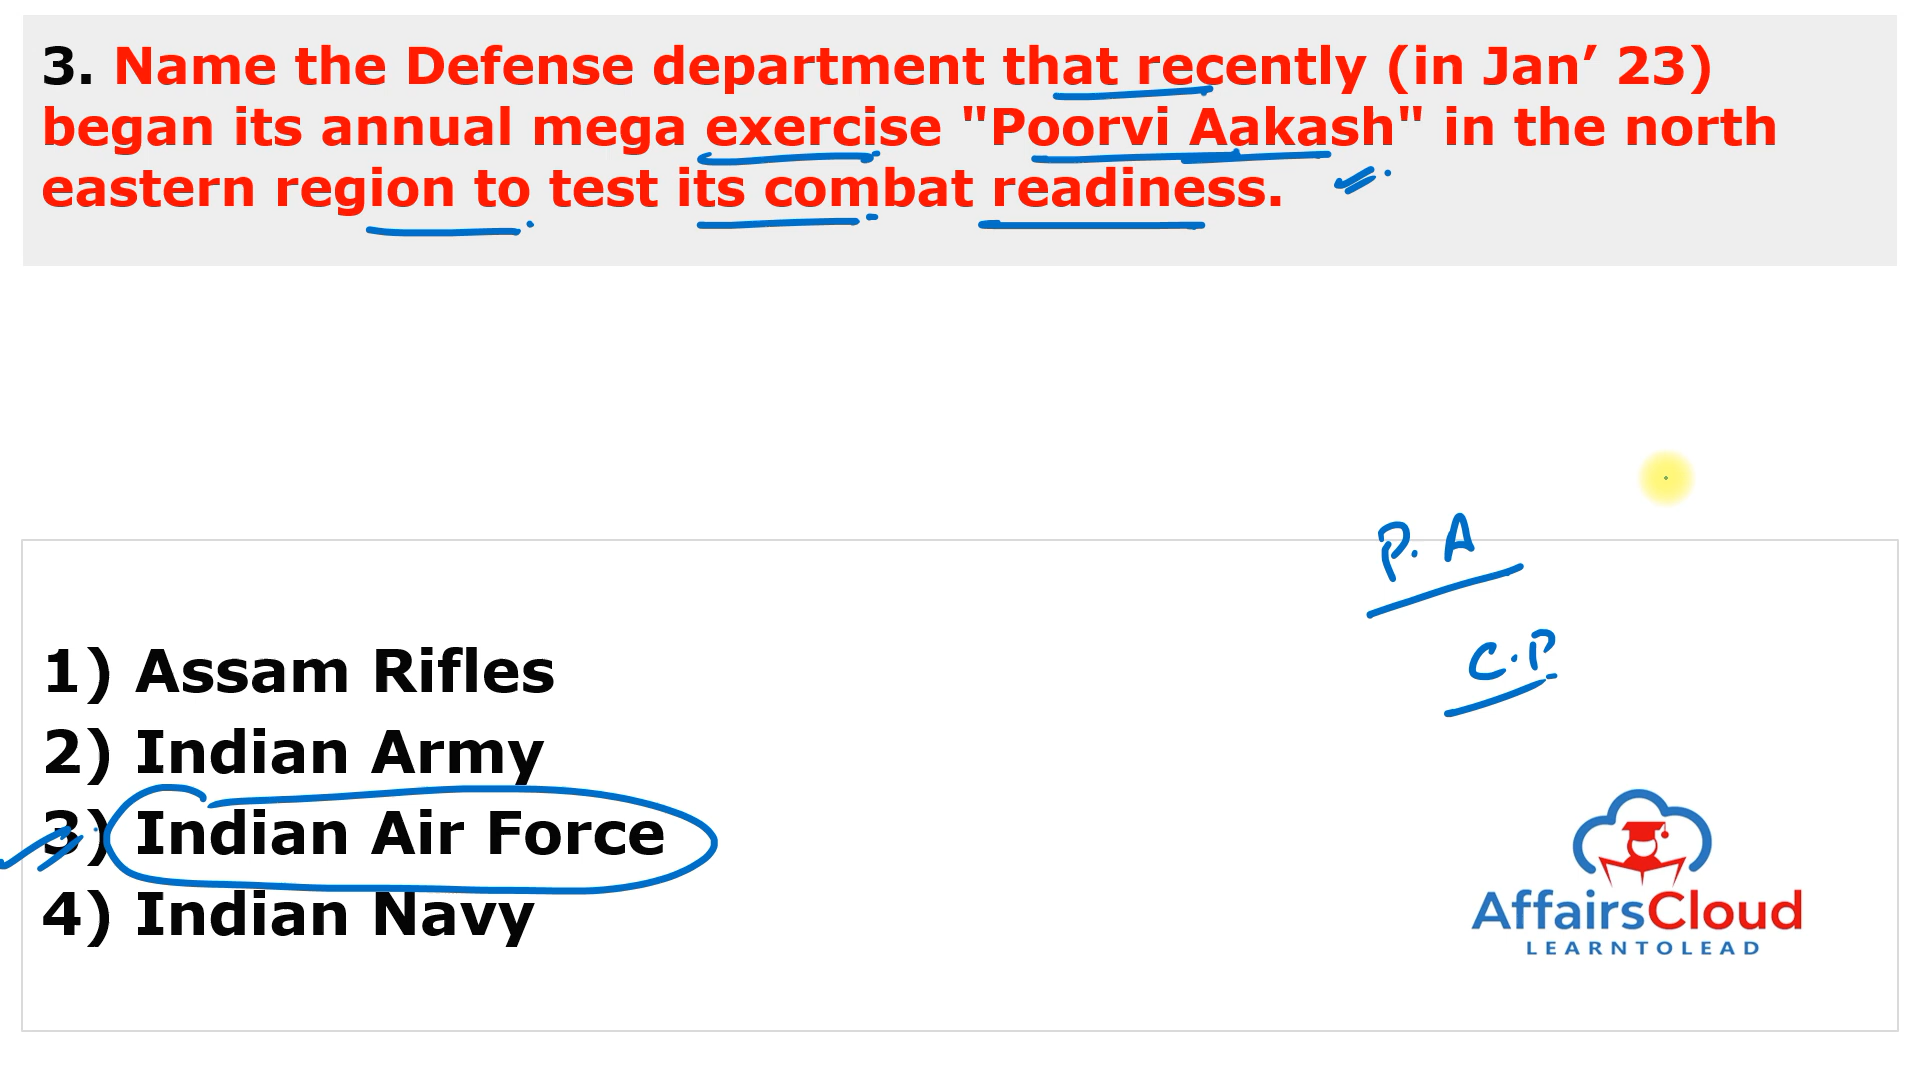 3. Name the Defense department that recently (in Jan’ 23)
began its annual mega exercise "Poorvi Aakash" in the north
eastern region to test its combat readiness.
P. A
C.P
1) Assam Rifles
2) Indian Army
3) Indian Air Force
4) Indian Navy
AffairsCloud
LEARNTOLEAD